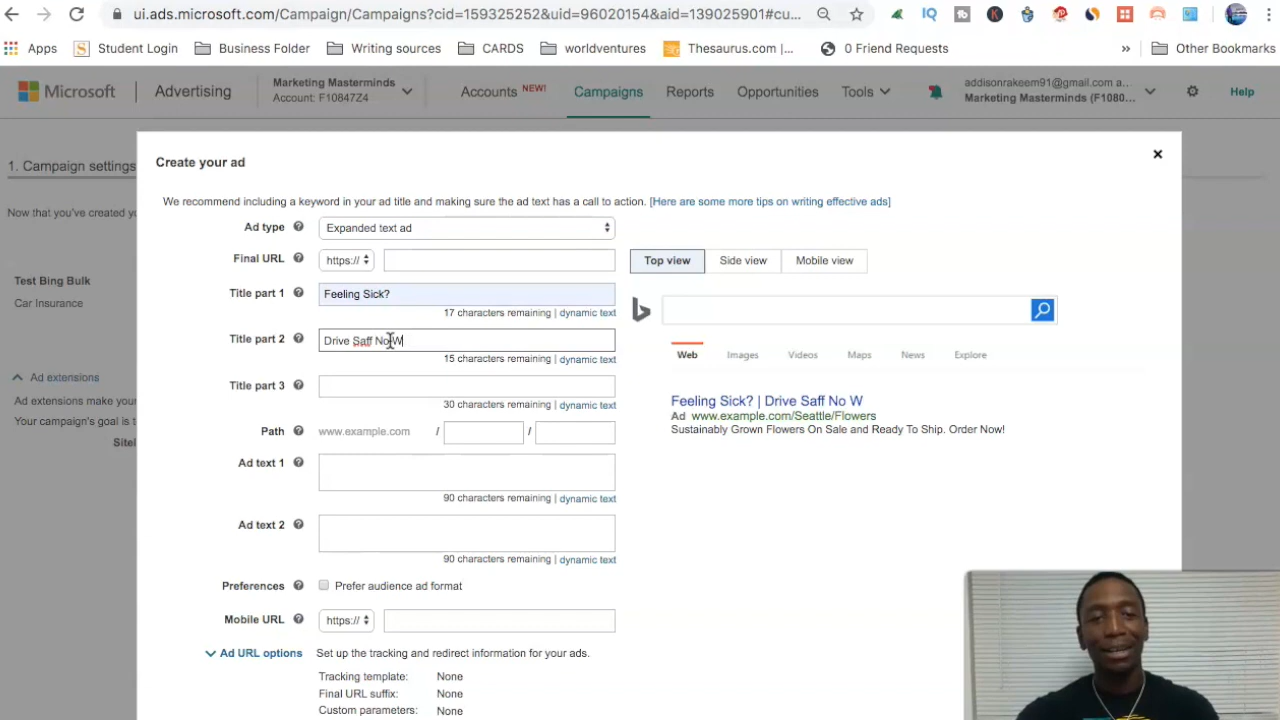 ui.ads.microsoft.com/Campaign/Campaigns?cid=159325252&uid=96020154&aid=139025901#cu...
Apps Student Login Business Folder Writing sources CARDS worldventures Thesaurus.com |... 0 Friend Requests » Other Bookmarks
Microsoft Advertising Marketing Masterminds Account: F10847Z4 Accounts NEW! Campaigns Reports Opportunities Tools addisonrakeem91@gmail.com a... Marketing Masterminds (F1080... Help
1. Campaign settings
Now that you've created yo
Test Bing Bulk
Car Insurance
Ad extensions
Ad extensions make your
Your campaign's goal is t
Sitel
Create your ad
We recommend including a keyword in your ad title and making sure the ad text has a call to action. [Here are some more tips on writing effective ads]
Ad type Expanded text ad
Final URL https://
Title part 1 Feeling Sick?
17 characters remaining | dynamic text
Title part 2 Drive Saff No W
15 characters remaining | dynamic text
Title part 3
30 characters remaining | dynamic text
Path www.example.com / /
Ad text 1
90 characters remaining | dynamic text
Ad text 2
90 characters remaining | dynamic text
Preferences Prefer audience ad format
Mobile URL https://
Ad URL options Set up the tracking and redirect information for your ads.
Tracking template: None
Final URL suffix: None
Custom parameters: None
Top view Side view Mobile view
Web Images Videos Maps News Explore
Feeling Sick? | Drive Saff No W
Ad www.example.com/Seattle/Flowers
Sustainably Grown Flowers On Sale and Ready To Ship. Order Now!